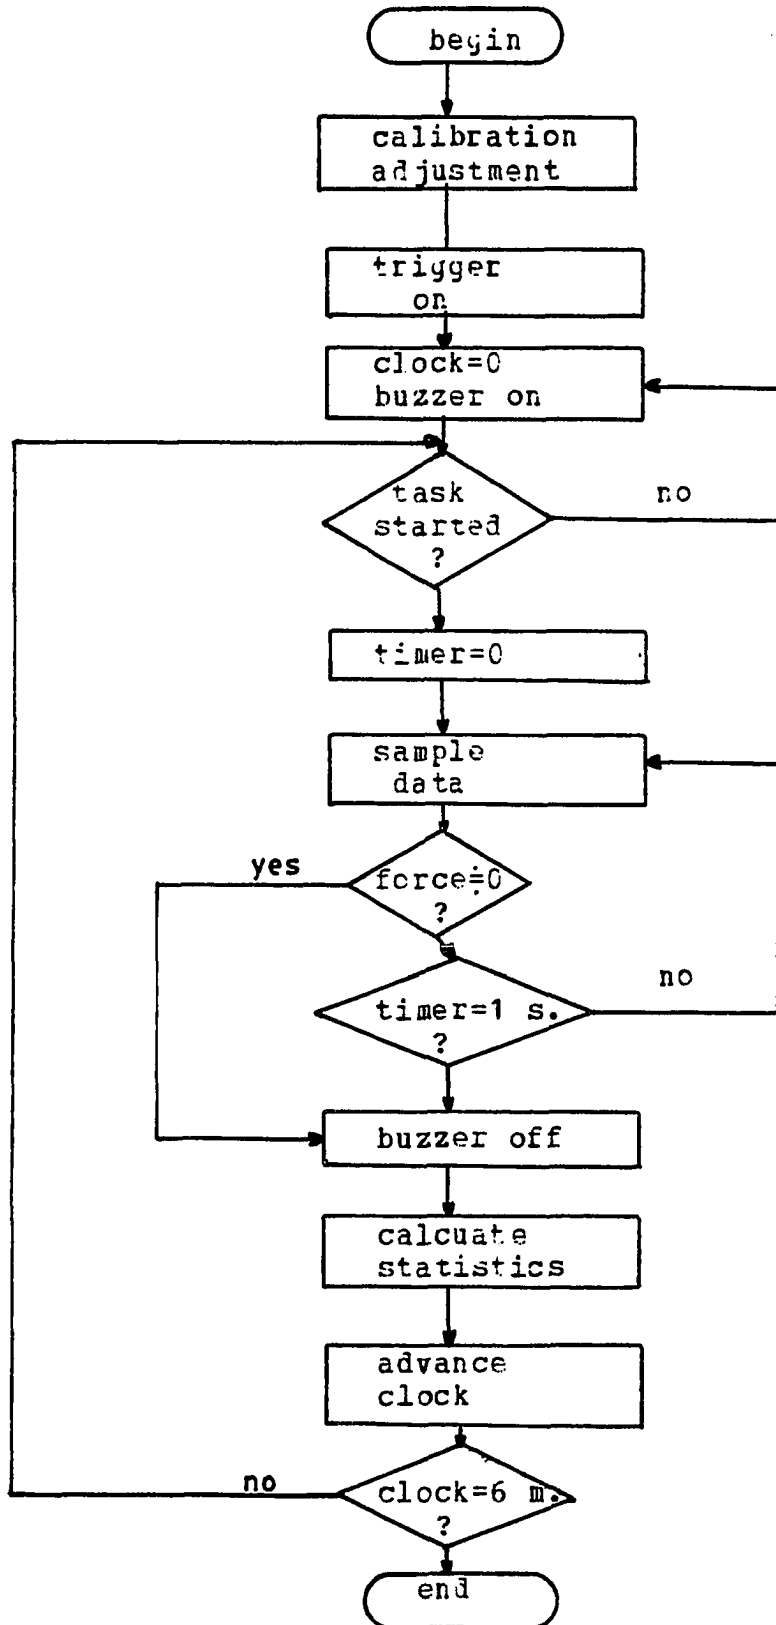 begin
calibration
adjustment
trigger
on
clock=0
buzzer on
task
started
?
no
timer=0
sample
data
yes
force≑0
?
timer=1 s.
?
no
buzzer off
calcuate
statistics
advance
clock
no
clock=6 m.
?
end